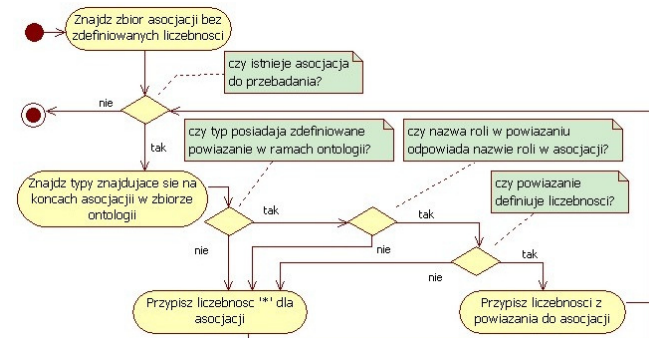 Znajdz zbior asocjacji bez
zdefiniowanych liczebnosci
czy istnieje asocjacja
do przebadania?
nie
tak
czy typ posiadaja zdefiniowane
powiazanie w ramach ontologii?
czy nazwa roli w powiazaniu
odpowiada nazwie roli w asocjacji?
Znajdz typy znajdujace sie na
koncach asocjacjii w zbiorze
ontologii
czy powiazanie
definiuje liczebnosci?
tak
tak
nie
nie
nie
tak
Przypisz liczebnosc '*' dla
asocjacji
Przypisz liczebnosci z
powiazania do asocjacji